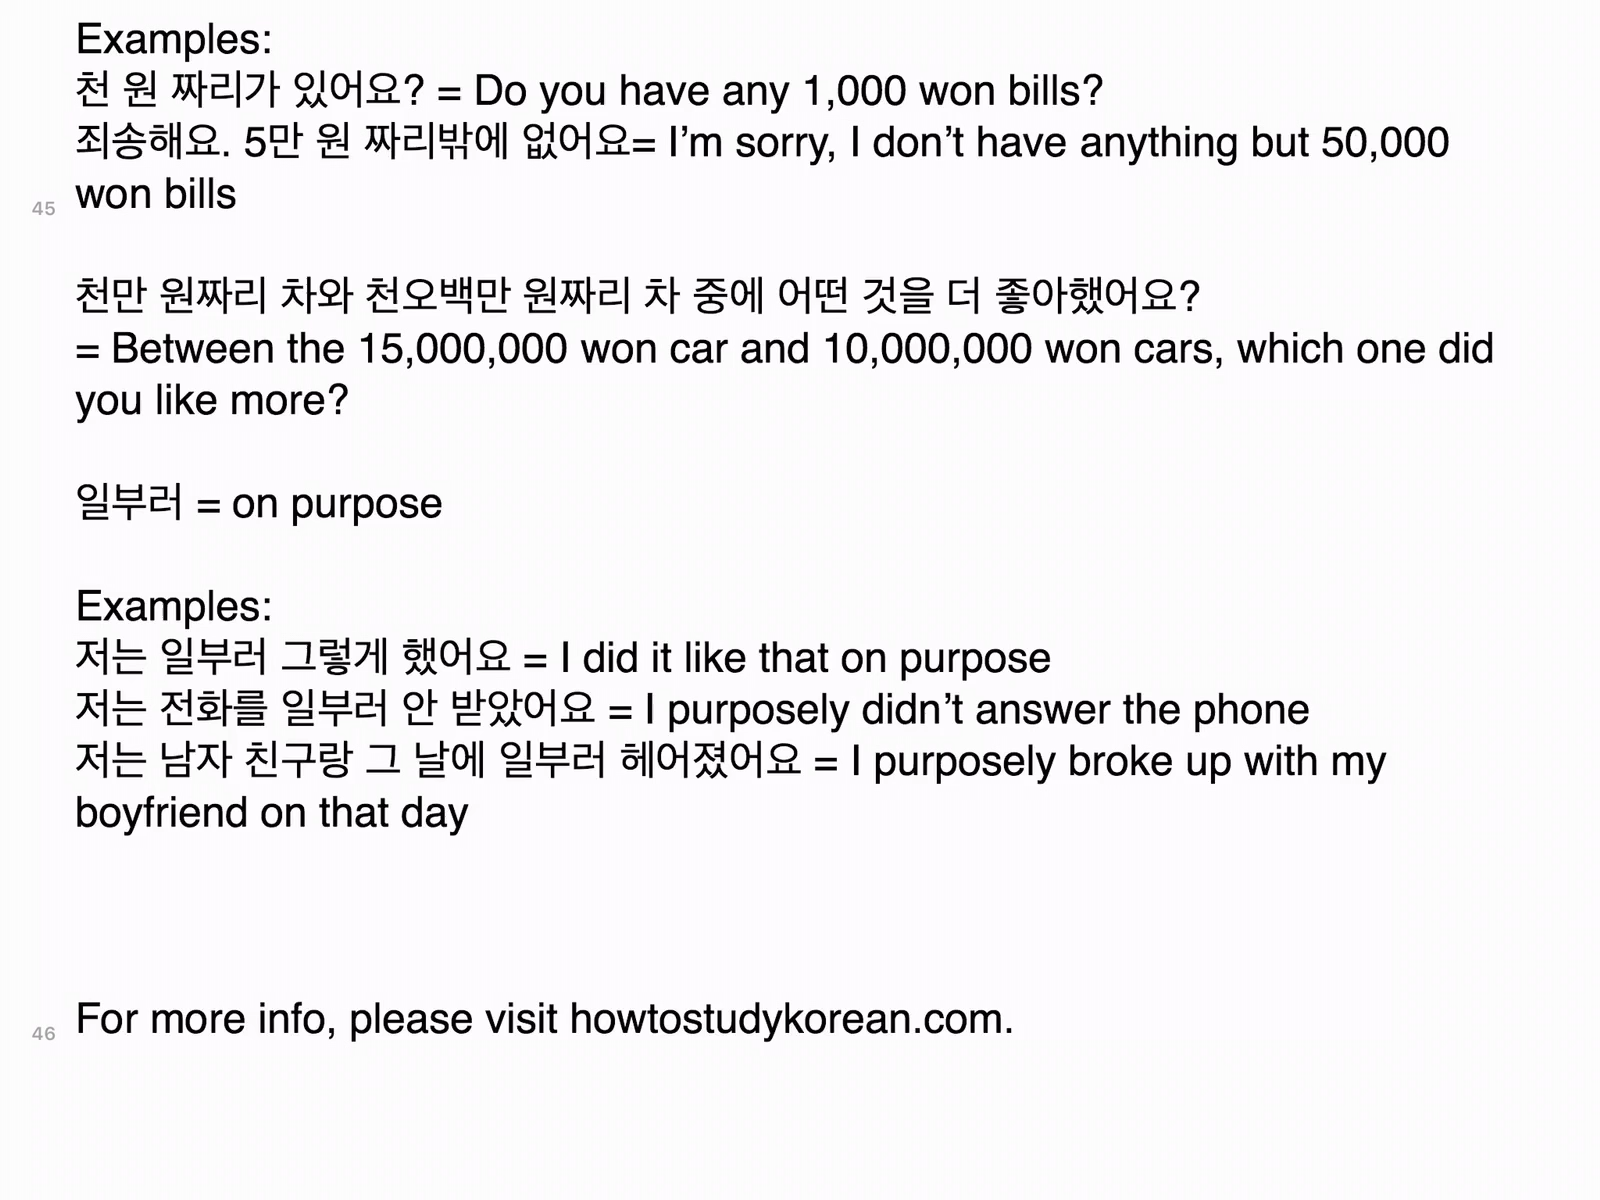 Examples:
천 원 짜리가 있어요? = Do you have any 1,000 won bills?
죄송해요. 5만 원 짜리밖에 없어요= I’m sorry, I don’t have anything but 50,000
45 won bills
천만 원짜리 차와 천오백만 원짜리 차 중에 어떤 것을 더 좋아했어요?
= Between the 15,000,000 won car and 10,000,000 won cars, which one did
you like more?
일부러 = on purpose
Examples:
저는 일부러 그렇게 했어요 = I did it like that on purpose
저는 전화를 일부러 안 받았어요 = I purposely didn’t answer the phone
저는 남자 친구랑 그 날에 일부러 헤어졌어요 = I purposely broke up with my
boyfriend on that day
46 For more info, please visit howtostudykorean.com.